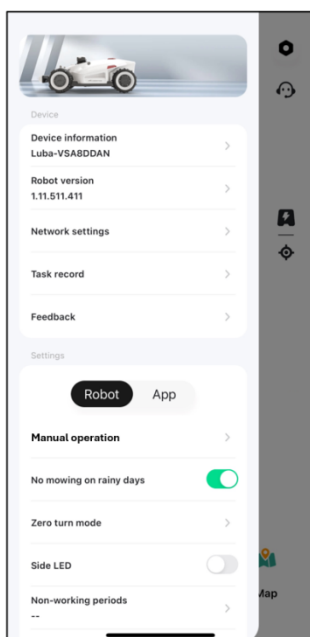 Device
Device information
Luba-VSA8DDAN
Robot version
1.11.511.411
Network settings
Task record
Feedback
Settings
Robot App
Manual operation
No mowing on rainy days
Zero turn mode
Side LED
Non-working periods
--
Map